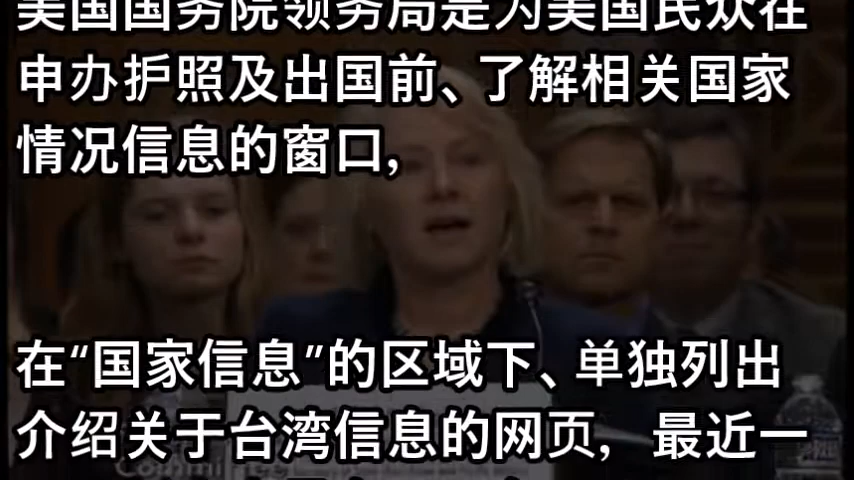 美国国务院领务局是为美国民众在
申办护照及出国前、了解相关国家
情况信息的窗口,
在“国家信息”的区域下、单独列出
介绍关于台湾信息的网页， 最近一